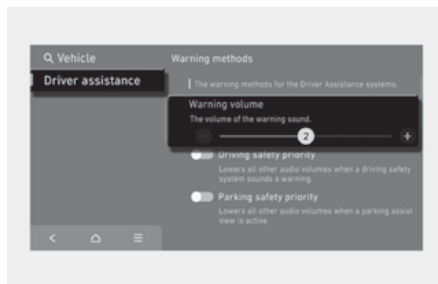 Vehicle
Warning methods
Driver assistance
The warning methods for the Driver Assistance systems.
Warning volume
The volume of the warning sound.
2
Driving safety priority
Lowers all other audio volumes when a driving safety
system sounds a warning.
Parking safety priority
Lowers all other audio volumes when a parking assist
view is active.